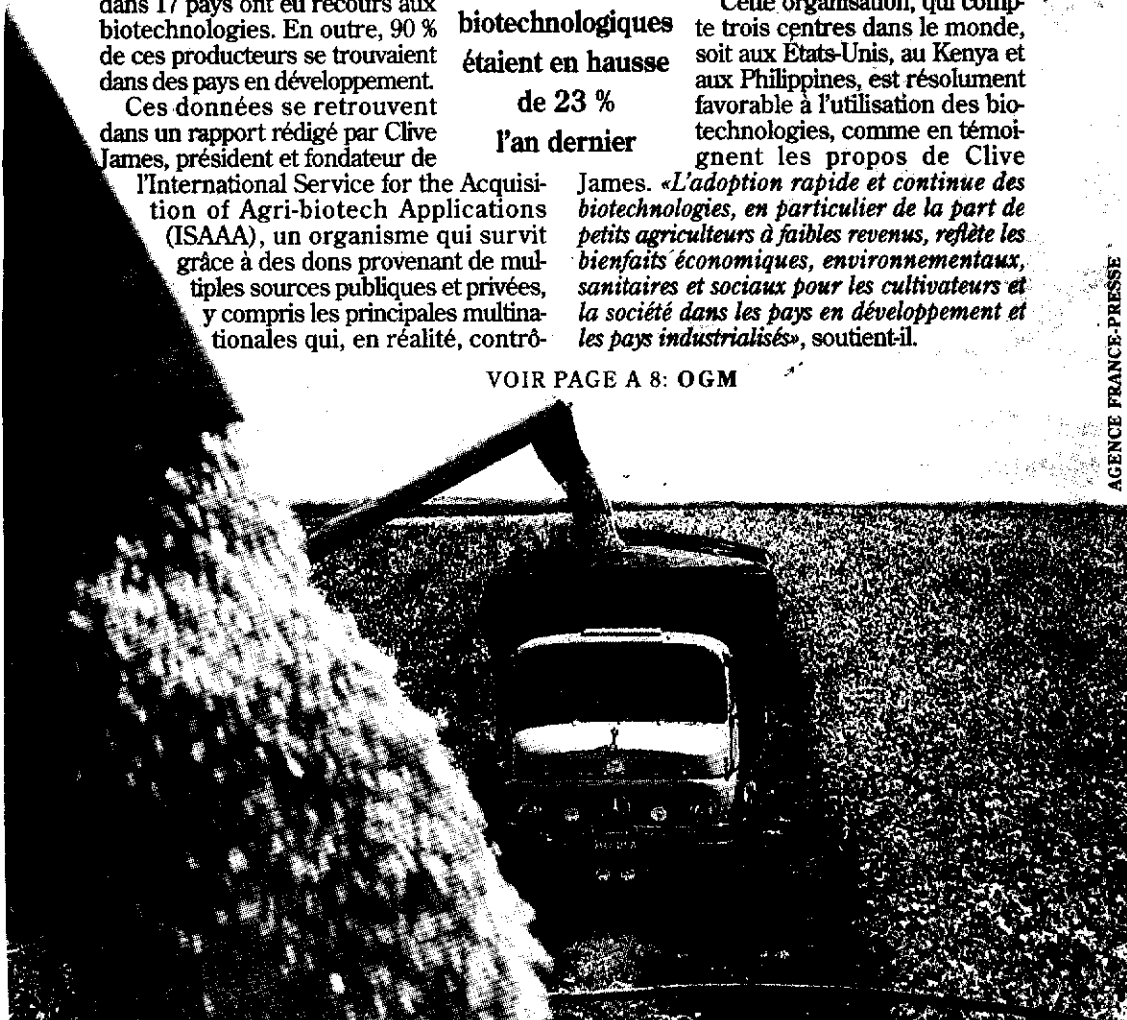 dans 17 pays ont eu recours aux
biotechnologies. En outre, 90 %
de ces producteurs se trouvaient
dans des pays en développement.
Ces données se retrouvent
dans un rapport rédigé par Clive
James, président et fondateur de
l'International Service for the Acquisi-
tion of Agri-biotech Applications
(ISAAA), un organisme qui survit
grâce à des dons provenant de mul-
tiples sources publiques et privées,
y compris les principales multina-
tionales qui, en réalité, contrô-
biotechnologiques
étaient en hausse
de 23 %
l'an dernier
Cette organisation, qui comp-
te trois centres dans le monde,
soit aux États-Unis, au Kenya et
aux Philippines, est résolument
favorable à l'utilisation des bio-
technologies, comme en témoi-
gnent les propos de Clive
James. «L'adoption rapide et continue des
biotechnologies, en particulier de la part de
petits agriculteurs à faibles revenus, reflète les
bienfaits économiques, environnementaux,
sanitaires et sociaux pour les cultivateurs et
la société dans les pays en développement et
les pays industrialisés», soutient-il.
VOIR PAGE A 8: OGM
AGENCE FRANCE-PRESSE